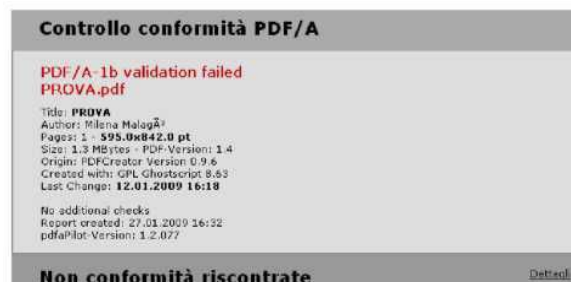 Controllo conformità PDF/A
PDF/A-1b validation failed
PROVA.pdf
Title: PROVA
Author: Milena MalagÃ²
Pages: 1 - 595.0x842.0 pt
Size: 1.3 MBytes - PDF-Version: 1.4
Origin: PDFCreator Version 0.9.6
Created with: GPL Ghostscript 8.63
Last Change: 12.01.2009 16:18
No additional checks
Report created: 27.01.2009 16:32
pdfaPilot-Version: 1.2.077
Non conformità riscontrate
Dettagli